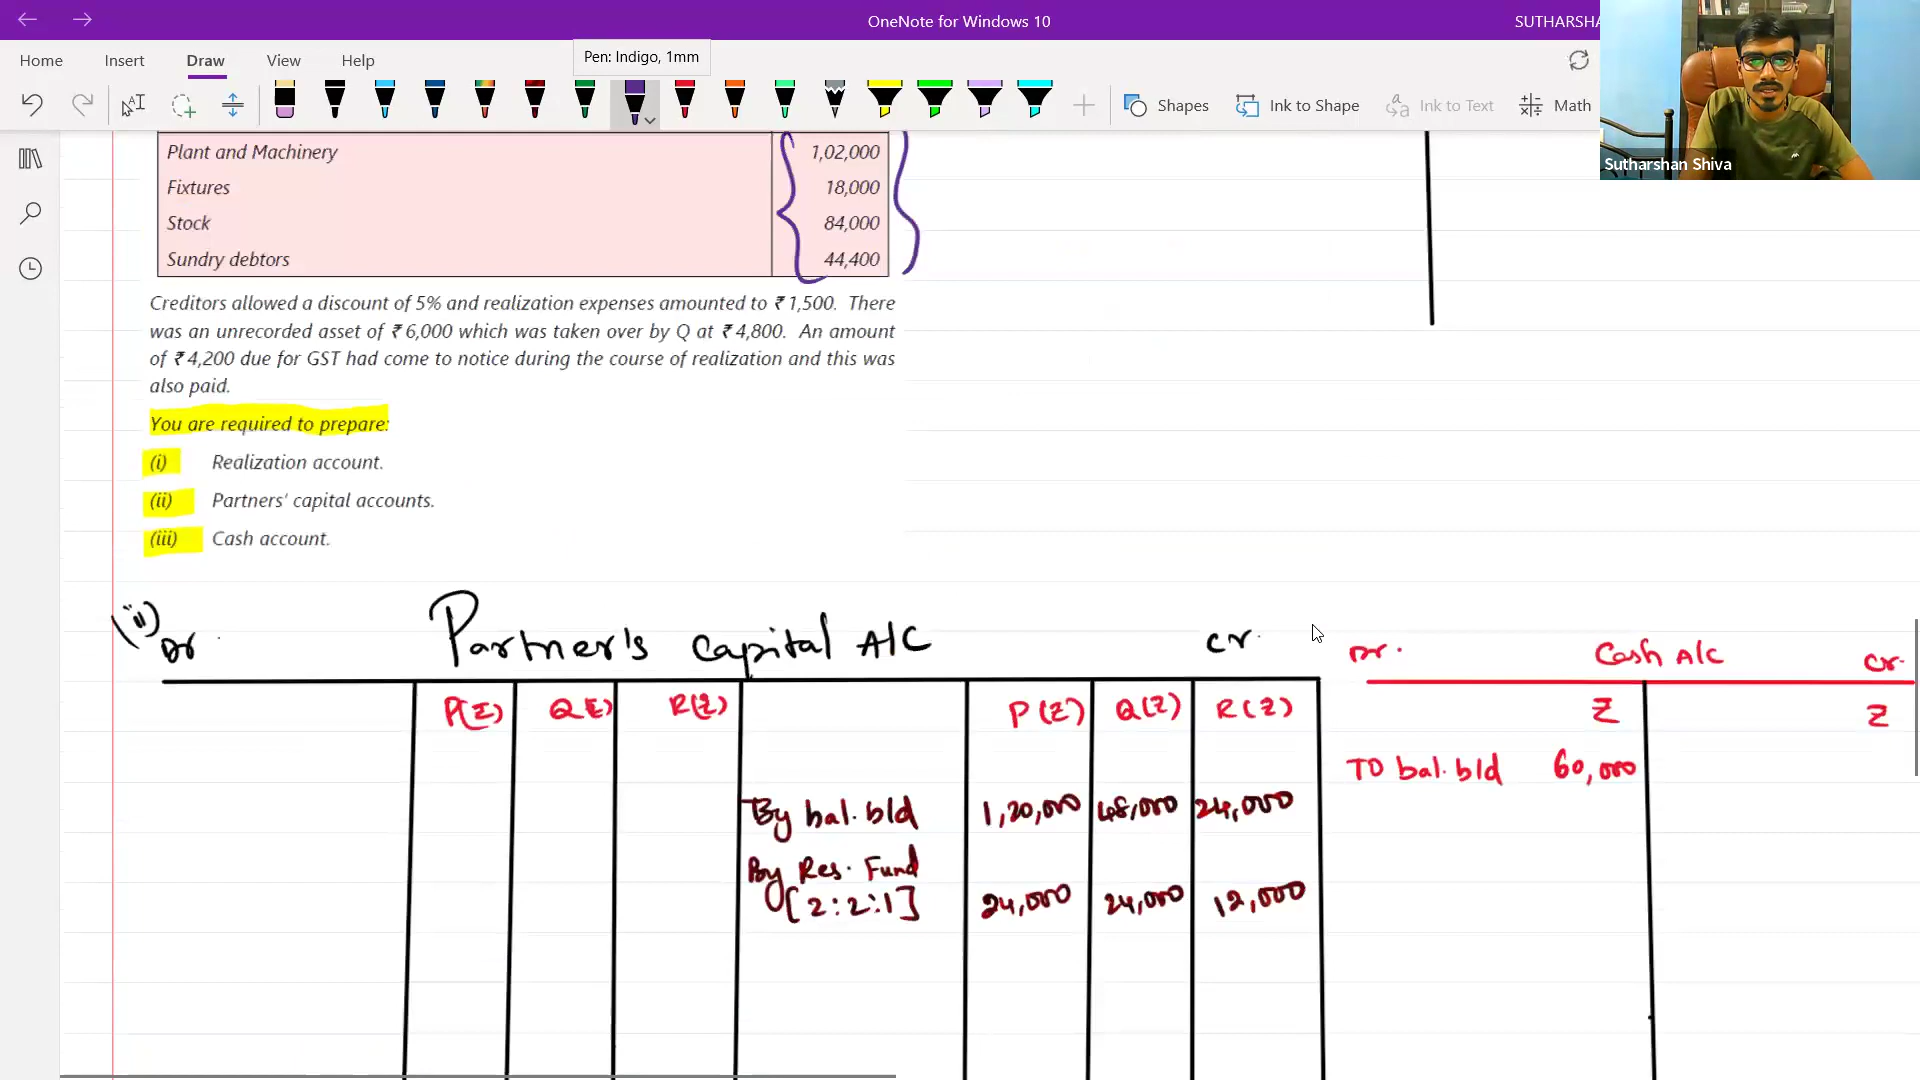 OneNote for Windows 10
SUTHARSHA
Home Insert Draw View Help
Pen: Indigo, 1mm
Shapes Ink to Shape Ink to Text Math
Sutharshan Shiva
Plant and Machinery 1,02,000
Fixtures 18,000
Stock 84,000
Sundry debtors 44,400
Creditors allowed a discount of 5% and realization expenses amounted to ₹ 1,500. There
was an unrecorded asset of ₹ 6,000 which was taken over by Q at ₹ 4,800. An amount
of ₹ 4,200 due for GST had come to notice during the course of realization and this was
also paid.
You are required to prepare:
(i) Realization account.
(ii) Partners' capital accounts.
(iii) Cash account.
(ii) Dr. Partner's Capital A/C Cr.
P(₹) Q(₹) R(₹) P(₹) Q(₹) R(₹)
By bal. b/d 1,20,000 48,000 24,000
By Res. Fund
[2:2:1] 24,000 24,000 12,000
Dr. Cash A/C Cr.
₹ ₹
To bal. b/d 60,000